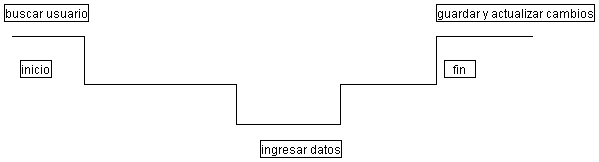 buscar usuario
guardar y actualizar cambios
inicio
fin
ingresar datos